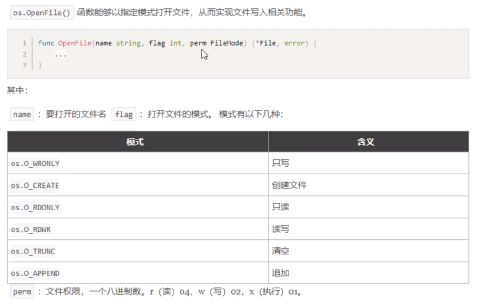 os.OpenFile() 函数能够以指定模式打开文件，从而实现文件写入相关功能。
1 func OpenFile(name string, flag int, perm FileMode) (*File, error) {
2 ...
3 }
其中：
name ：要打开的文件名 flag ：打开文件的模式。 模式有以下几种：
模式 含义
os.O_WRONLY 只写
os.O_CREATE 创建文件
os.O_RDONLY 只读
os.O_RDWR 读写
os.O_TRUNC 清空
os.O_APPEND 追加
perm ：文件权限，一个八进制数。r（读）04，w（写）02，x（执行）01。